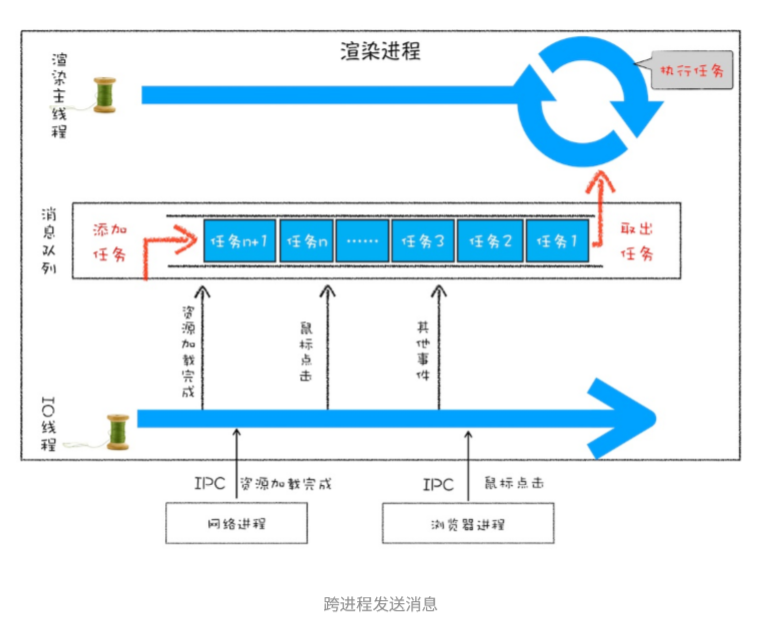 渲染进程
渲染主线程
执行任务
消息队列
添加
任务
任务n+1
任务n
……
任务3
任务2
任务1
取出
任务
资源加载完成
鼠标点击
其他事件
IO线程
IPC 资源加载完成
IPC 鼠标点击
网络进程
浏览器进程
跨进程发送消息